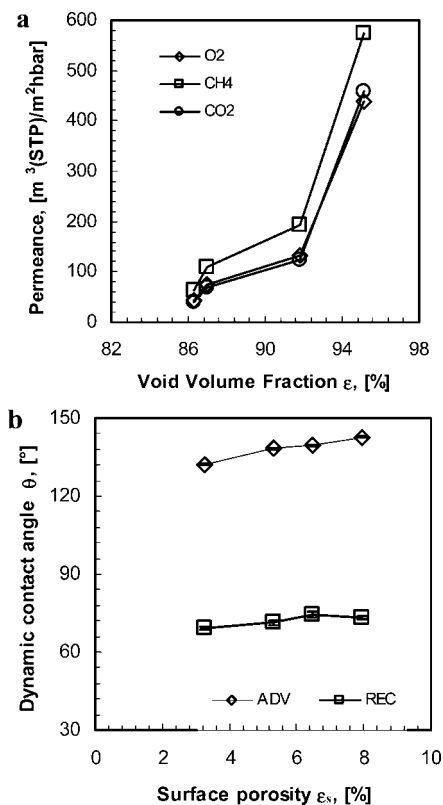 a
600
500
400
300
200
100
0
Permeance, [m ³(STP)/m²hbar]
O2
CH4
CO2
82 86 90 94 98
Void Volume Fraction ε, [%]
b
150
120
90
60
30
Dynamic contact angle θ, [°]
ADV REC
0 2 4 6 8 10
Surface porosity εs, [%]